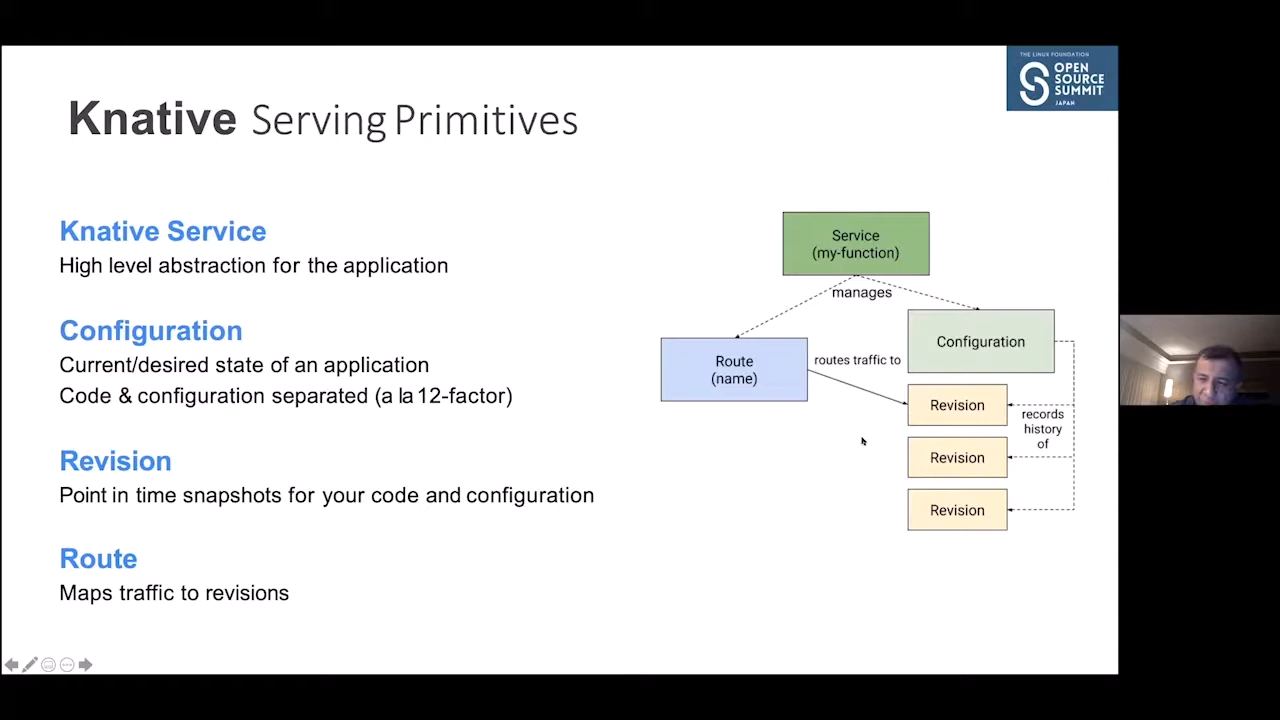 THE LINUX FOUNDATION
OPEN
SOURCE
SUMMIT
JAPAN
Knative Serving Primitives
Knative Service
High level abstraction for the application
Configuration
Current/desired state of an application
Code & configuration separated (a la 12-factor)
Revision
Point in time snapshots for your code and configuration
Route
Maps traffic to revisions
Service
(my-function)
manages
Route
(name)
routes traffic to
Configuration
Revision
Revision
Revision
records
history
of